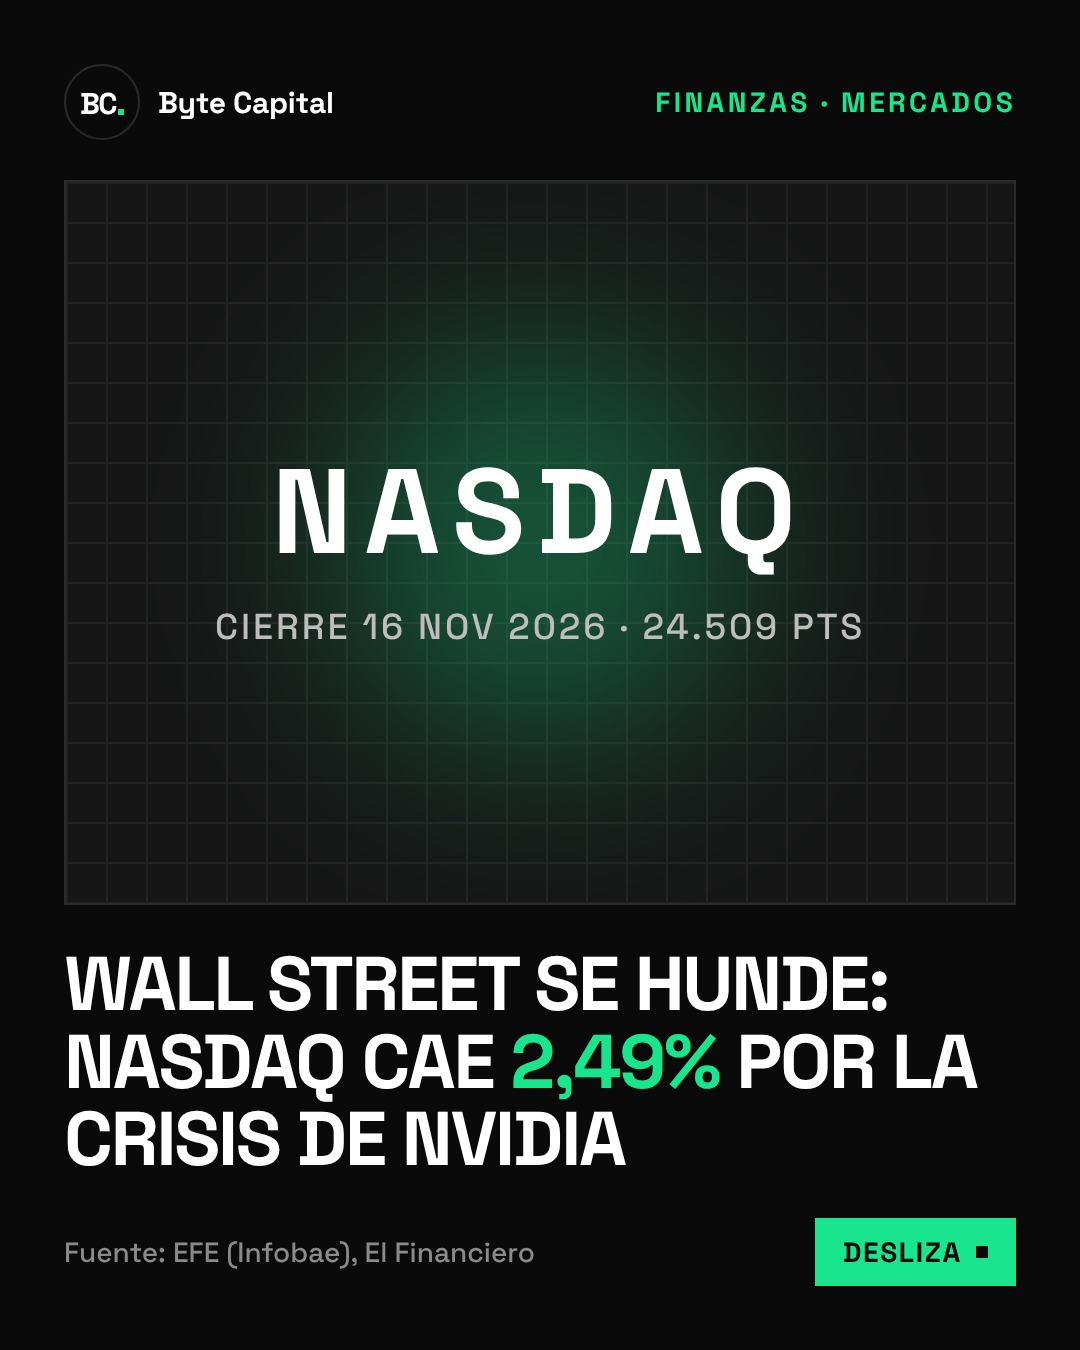 BC.
Byte Capital
FINANZAS · MERCADOS
NASDAQ
CIERRE 16 NOV 2026 · 24.509 PTS
WALL STREET SE HUNDE:
NASDAQ CAE 2,49% POR LA
CRISIS DE NVIDIA
Fuente: EFE (Infobae), El Financiero
DESLIZA